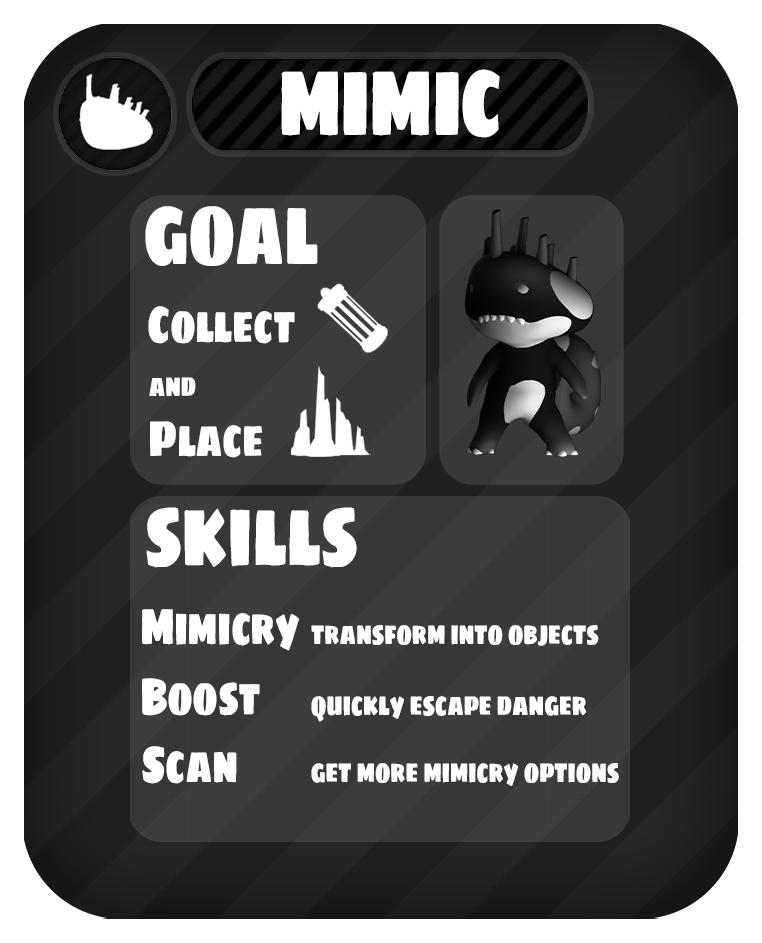 MIMIC
GOAL
COLLECT
AND
PLACE
SKILLS
MIMICRY TRANSFORM INTO OBJECTS
BOOST QUICKLY ESCAPE DANGER
SCAN GET MORE MIMICRY OPTIONS